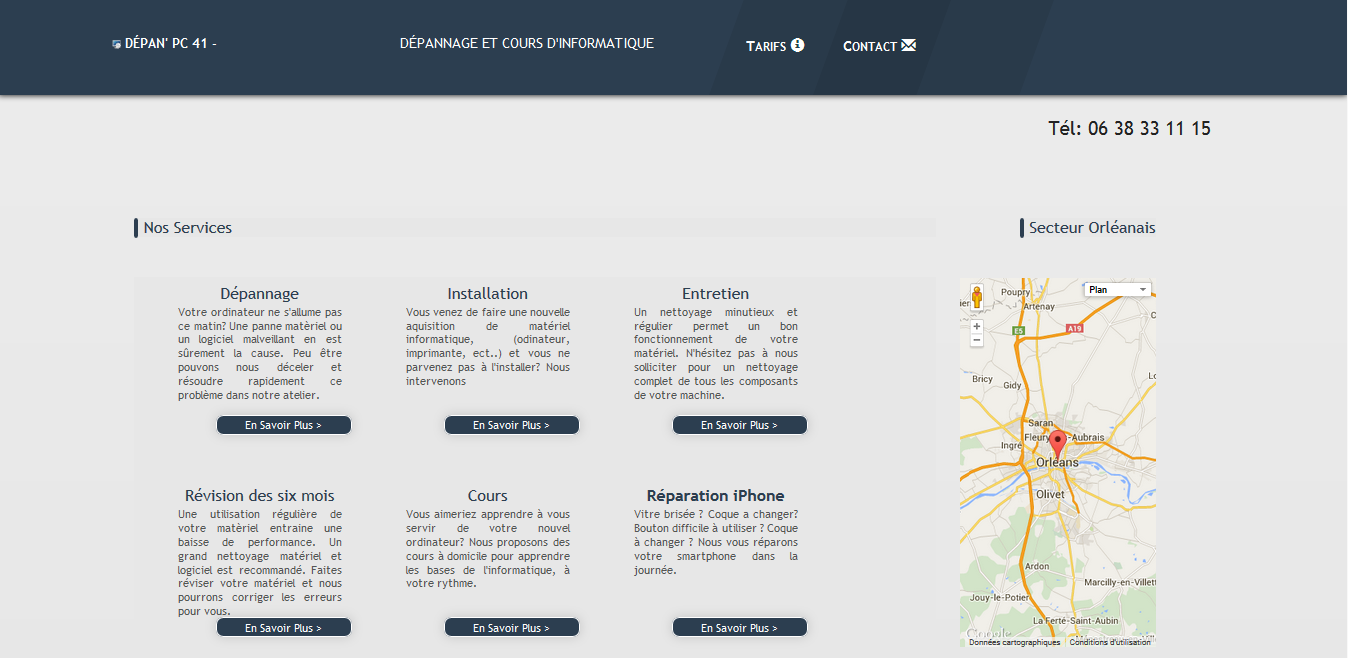 DÉPAN' PC 41 -
DÉPANNAGE ET COURS D'INFORMATIQUE
TARIFS
CONTACT
Tél: 06 38 33 11 15
Nos Services
Secteur Orléanais
Dépannage
Votre ordinateur ne s'allume pas
ce matin? Une panne matèriel ou
un logiciel malveillant en est
sûrement la cause. Peu être
pouvons nous déceler et
résoudre rapidement ce
problème dans notre atelier.
En Savoir Plus >
Installation
Vous venez de faire une nouvelle
aquisition de matériel
informatique, (odinateur,
imprimante, ect..) et vous ne
parvenez pas à l'installer? Nous
intervenons
En Savoir Plus >
Entretien
Un nettoyage minutieux et
régulier permet un bon
fonctionnement de votre
matériel. N'hésitez pas à nous
solliciter pour un nettoyage
complet de tous les composants
de votre machine.
En Savoir Plus >
Révision des six mois
Une utilisation régulière de
votre matèriel entraine une
baisse de performance. Un
grand nettoyage matériel et
logiciel est recommandé. Faites
réviser votre matériel et nous
pourrons corriger les erreurs
pour vous.
En Savoir Plus >
Cours
Vous aimeriez apprendre à vous
servir de votre nouvel
ordinateur? Nous proposons des
cours à domicile pour apprendre
les bases de l'informatique, à
votre rythme.
En Savoir Plus >
Réparation iPhone
Vitre brisée ? Coque a changer?
Bouton difficile à utiliser ? Coque
à changer ? Nous vous réparons
votre smartphone dans la
journée.
En Savoir Plus >
Plan
Poupry
Artenay
E5
A19
+
−
Bricy
Gidy
Saran
Fleury-Aubrais
Ingré
Orléans
Olivet
Ardon
Marcilly-en-Villett
Jouy-le-Potier
La Ferté-Saint-Aubin
Google
Données cartographiques
Conditions d'utilisation